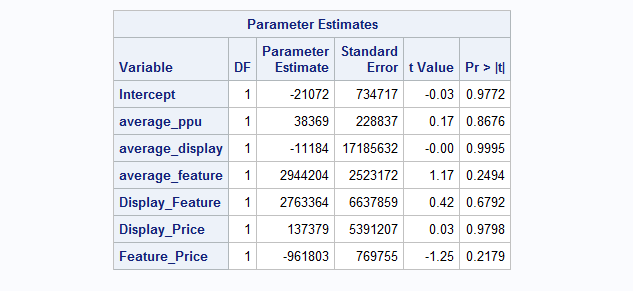 Parameter Estimates
Variable DF Parameter Estimate Standard Error t Value Pr > |t|
Intercept 1 -21072 734717 -0.03 0.9772
average_ppu 1 38369 228837 0.17 0.8676
average_display 1 -11184 17185632 -0.00 0.9995
average_feature 1 2944204 2523172 1.17 0.2494
Display_Feature 1 2763364 6637859 0.42 0.6792
Display_Price 1 137379 5391207 0.03 0.9798
Feature_Price 1 -961803 769755 -1.25 0.2179